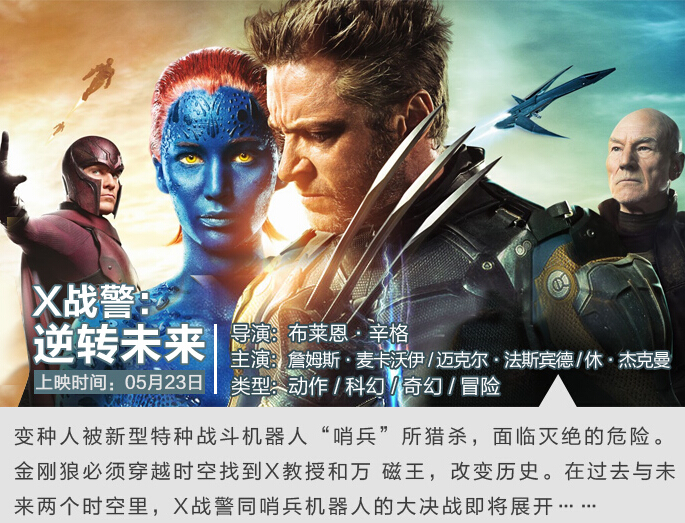 X战警：
逆转未来
上映时间：05月23日
导演：布莱恩·辛格
主演：詹姆斯·麦卡沃伊/迈克尔·法斯宾德/休·杰克曼
类型：动作/科幻/奇幻/冒险
变种人被新型特种战斗机器人“哨兵”所猎杀，面临灭绝的危险。
金刚狼必须穿越时空找到X教授和万 磁王，改变历史。在过去与未
来两个时空里，X战警同哨兵机器人的大决战即将展开……